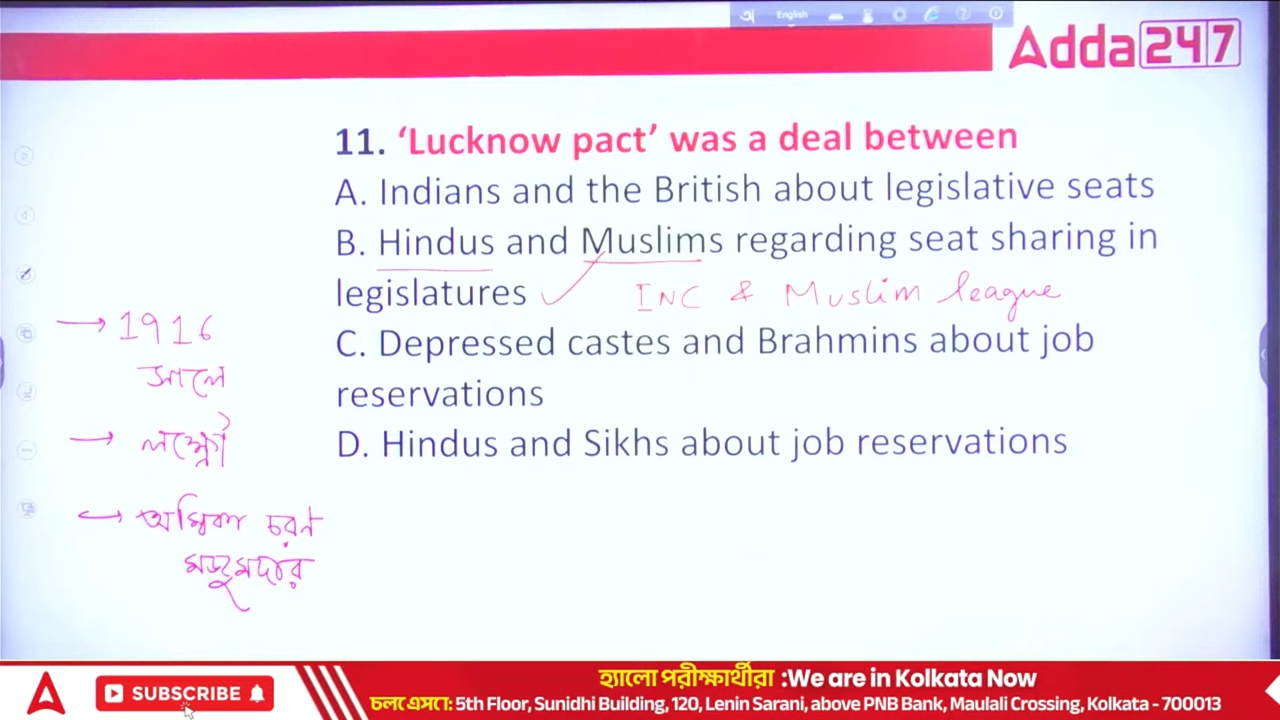 অ English
Adda247
11. ‘Lucknow pact’ was a deal between
A. Indians and the British about legislative seats
B. Hindus and Muslims regarding seat sharing in
legislatures INC & Muslim league
C. Depressed castes and Brahmins about job
reservations
D. Hindus and Sikhs about job reservations
→ 1916
সালে
→ লক্ষ্ণৌ
→ অম্বিকা চরণ
মজুমদার
SUBSCRIBE
হ্যালো পরীক্ষার্থীরা :We are in Kolkata Now
চলে এসো: 5th Floor, Sunidhi Building, 120, Lenin Sarani, above PNB Bank, Maulali Crossing, Kolkata - 700013